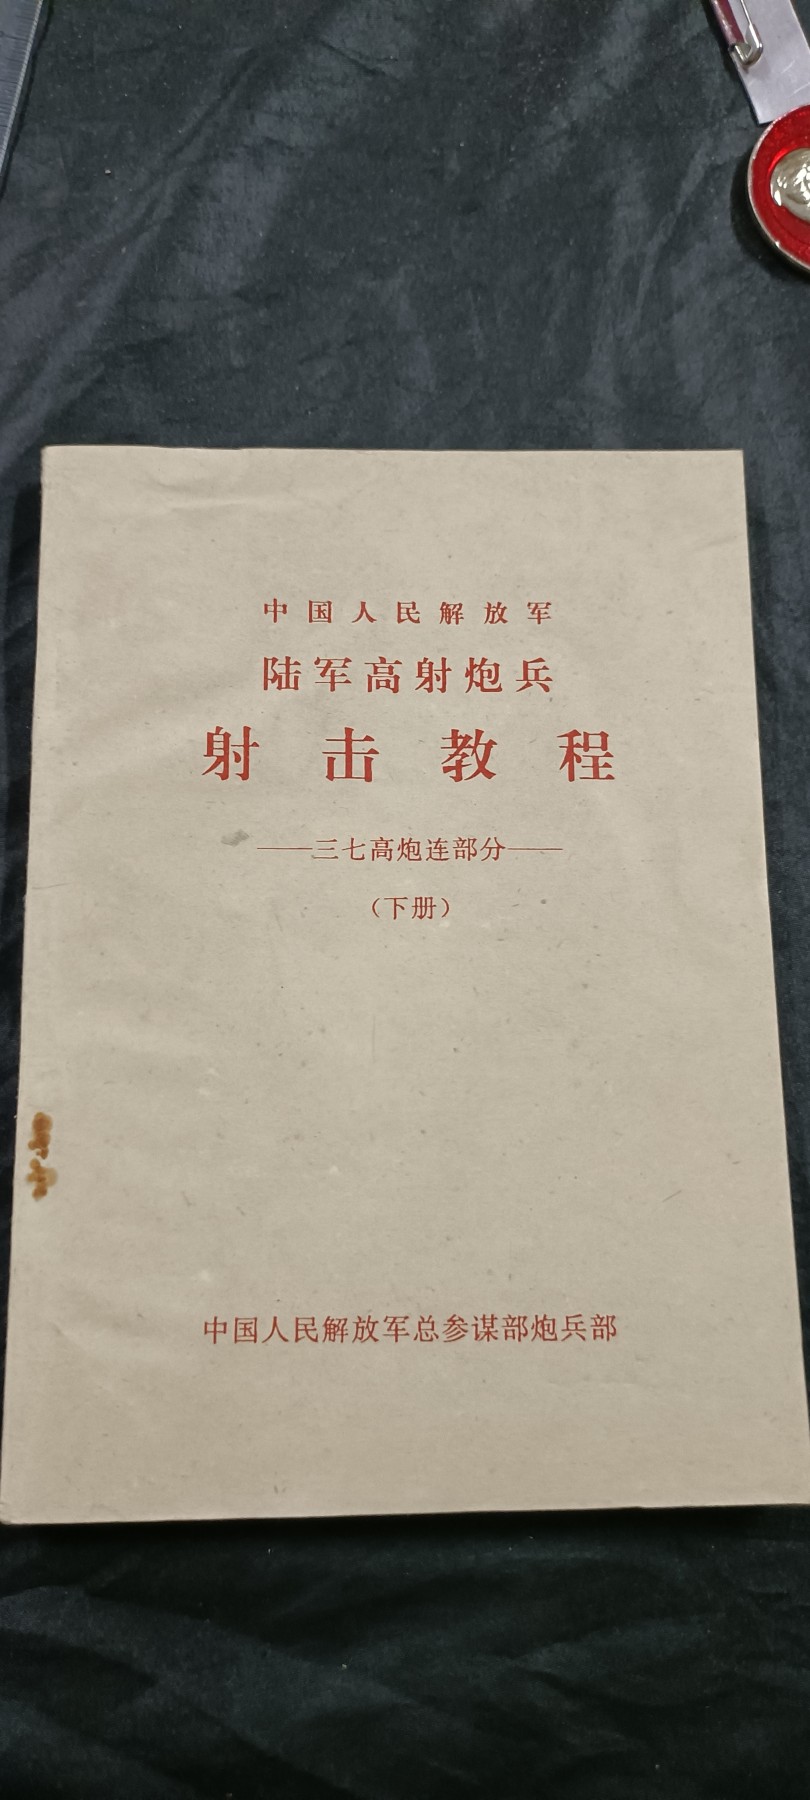 中国人民解放军
陆军高射炮兵
射击教程
——三七高炮连部分——
（下册）
中国人民解放军总参谋部炮兵部